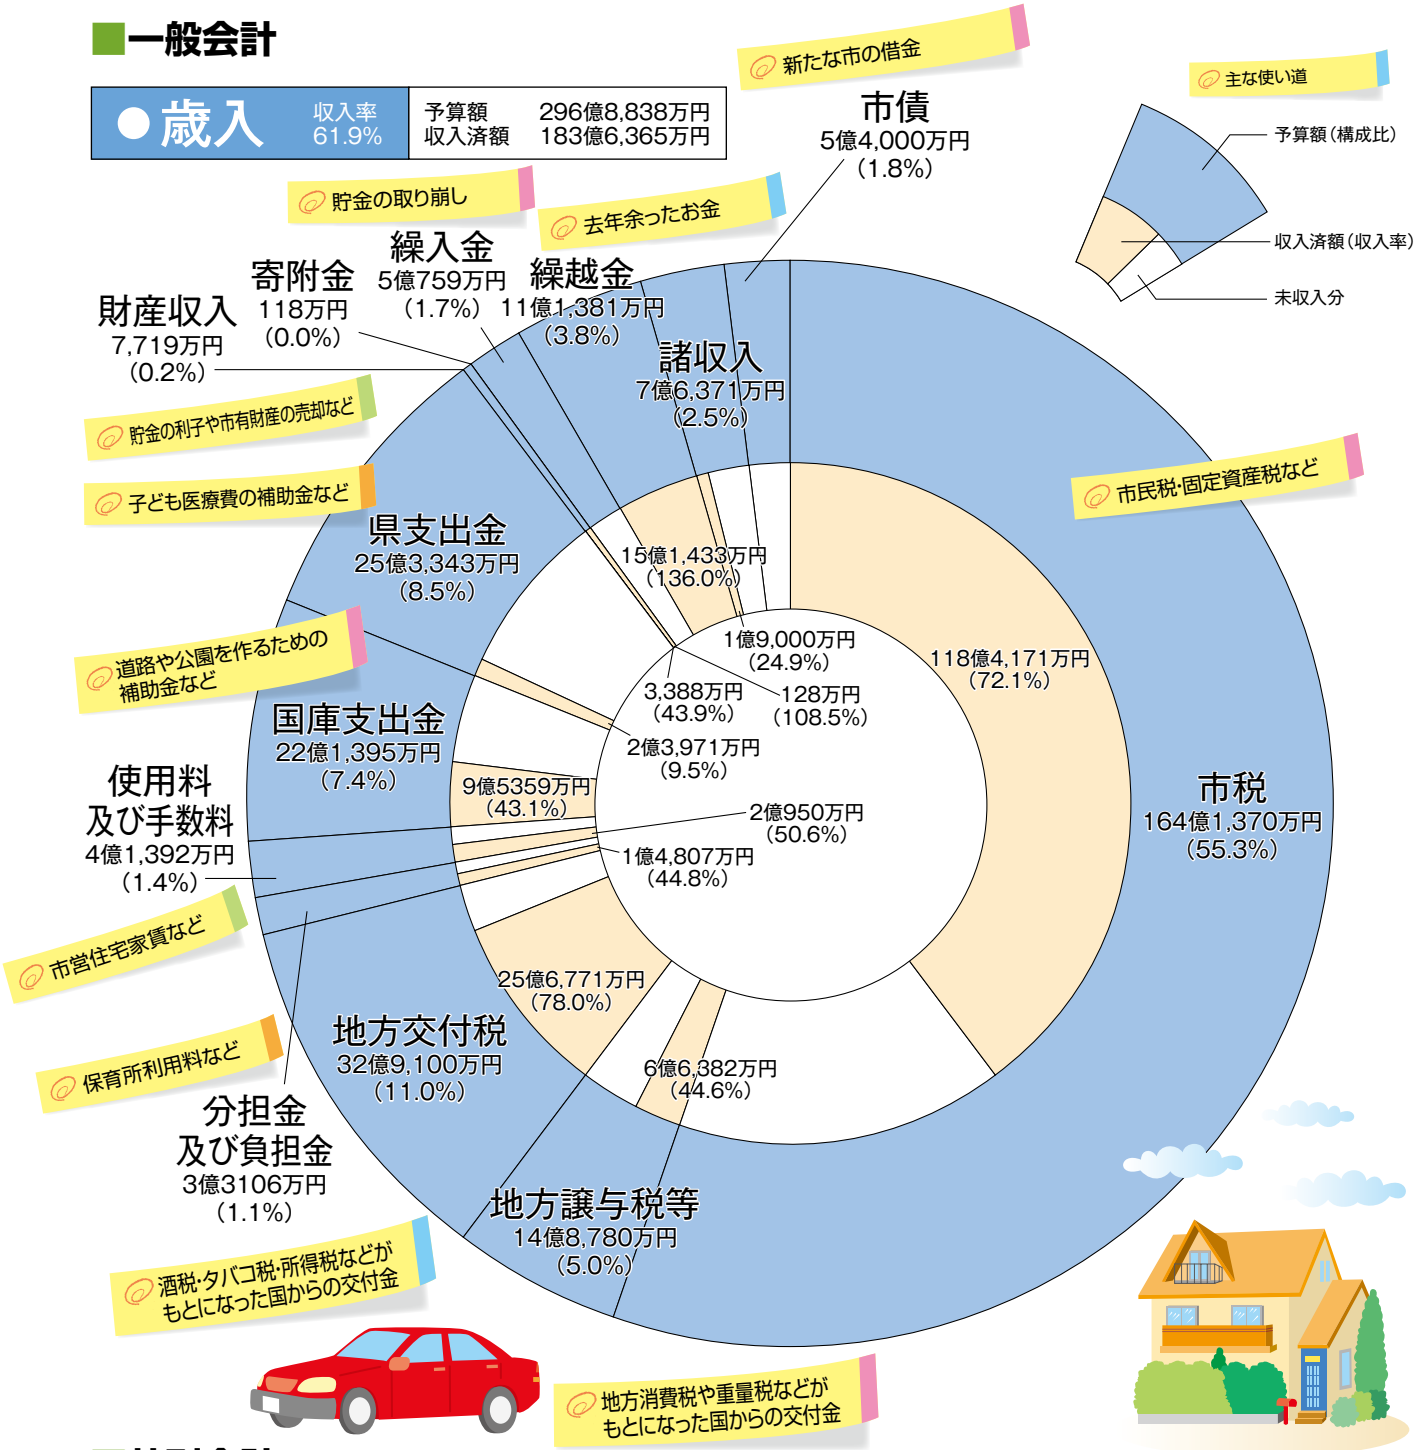 ■一般会計
●歳入
収入率
61.9%
予算額 296億8,838万円
収入済額 183億6,365万円
新たな市の借金
市債
5億4,000万円
(1.8%)
主な使い道
予算額(構成比)
収入済額(収入率)
未収入分
貯金の取り崩し
繰入金
5億759万円
(1.7%)
去年余ったお金
繰越金
11億1,381万円
(3.8%)
寄附金
118万円
(0.0%)
財産収入
7,719万円
(0.2%)
貯金の利子や市有財産の売却など
諸収入
7億6,371万円
(2.5%)
市民税・固定資産税など
子ども医療費の補助金など
県支出金
25億3,343万円
(8.5%)
15億1,433万円
(136.0%)
1億9,000万円
(24.9%)
118億4,171万円
(72.1%)
3,388万円
(43.9%)
128万円
(108.5%)
2億3,971万円
(9.5%)
道路や公園を作るための
補助金など
国庫支出金
22億1,395万円
(7.4%)
9億5359万円
(43.1%)
2億950万円
(50.6%)
1億4,807万円
(44.8%)
市税
164億1,370万円
(55.3%)
使用料
及び手数料
4億1,392万円
(1.4%)
市営住宅家賃など
25億6,771万円
(78.0%)
地方交付税
32億9,100万円
(11.0%)
6億6,382万円
(44.6%)
保育所利用料など
分担金
及び負担金
3億3106万円
(1.1%)
地方譲与税等
14億8,780万円
(5.0%)
酒税・タバコ税・所得税などが
もとになった国からの交付金
地方消費税や重量税などが
もとになった国からの交付金